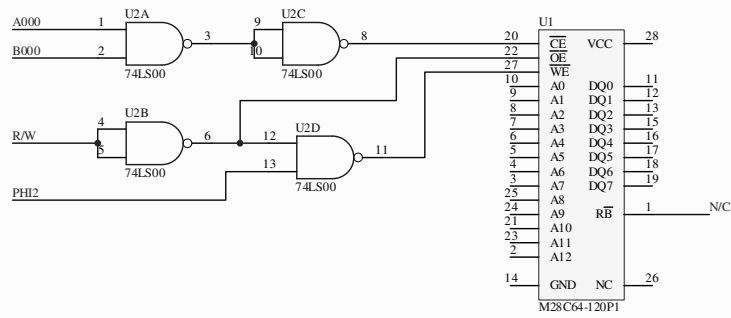 U2A
U2C
U1
A000
1
3
9
10
8
20
CE
VCC
28
B000
2
22
OE
27
WE
74LS00
74LS00
10
A0
DQ0
11
9
A1
DQ1
12
8
A2
DQ2
13
U2B
7
A3
DQ3
15
R/W
4
5
6
12
U2D
6
A4
DQ4
16
11
5
A5
DQ5
17
13
4
A6
DQ6
18
74LS00
74LS00
3
A7
DQ7
19
PHI2
25
A8
24
A9
RB
1
N/C
21
A10
23
A11
2
A12
14
GND
NC
26
M28C64-120P1